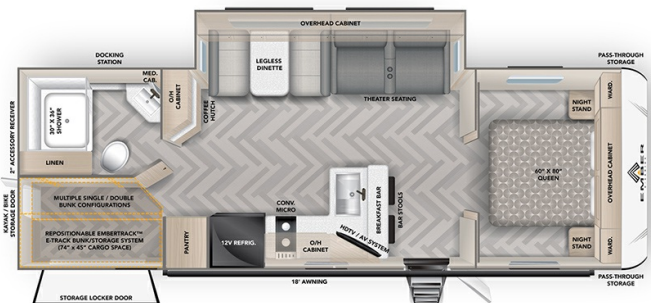 OVERHEAD CABINET
DOCKING
STATION
PASS-THROUGH
STORAGE
LEGLESS
DINETTE
MED.
CAB.
O/H
CABINET
COFFEE
HUTCH
THEATER SEATING
WARD.
NIGHT
STAND
30" X 36"
SHOWER
2" ACCESSORY RECEIVER
LINEN
60" X 80"
QUEEN
OVERHEAD CABINET
EMBER
KAYAK / BIKE
STORAGE DOOR
MULTIPLE SINGLE / DOUBLE
BUNK CONFIGURATIONS
REPOSITIONABLE EMBERTRACK™
E-TRACK BUNK/STORAGE SYSTEM
(74" x 45" CARGO SPACE)
PANTRY
12V REFRIG.
CONV.
MICRO
O/H
CABINET
HDTV / AV SYSTEM
BREAKFAST BAR
BAR STOOLS
NIGHT
STAND
WARD.
18' AWNING
PASS-THROUGH
STORAGE
STORAGE LOCKER DOOR